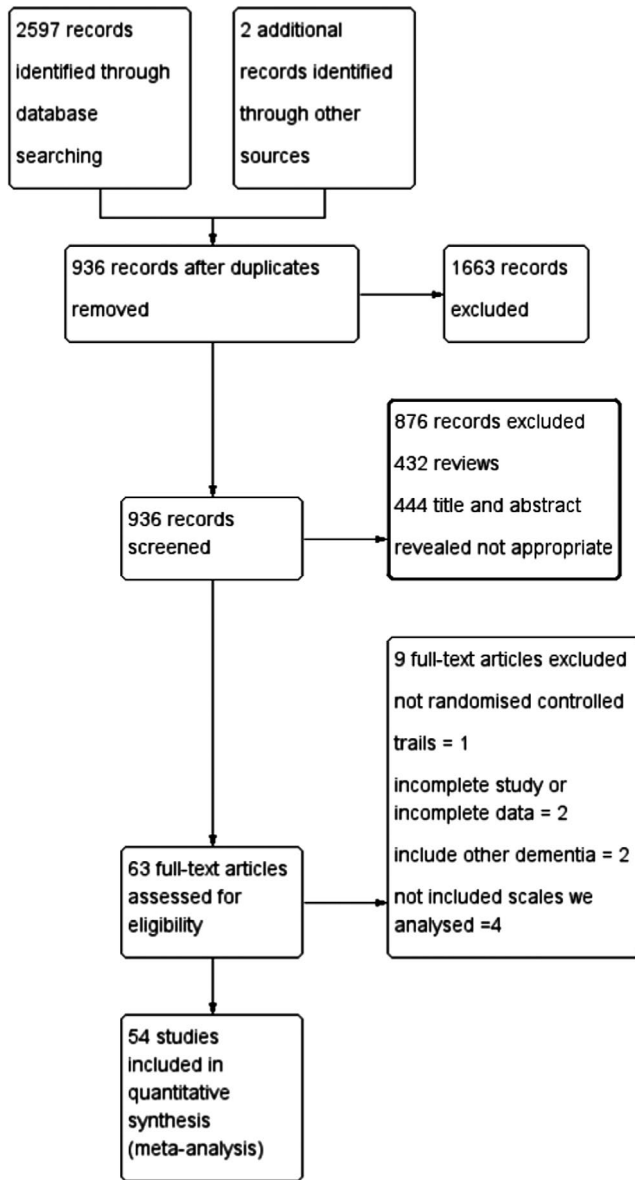 2597 records
identified through
database
searching
2 additional
records identified
through other
sources
936 records after duplicates
removed
1663 records
excluded
936 records
screened
876 records excluded
432 reviews
444 title and abstract
revealed not appropriate
63 full-text articles
assessed for
eligibility
9 full-text articles excluded
not randomised controlled
trails = 1
incomplete study or
incomplete data = 2
include other dementia = 2
not included scales we
analysed =4
54 studies
included in
quantitative
synthesis
(meta-analysis)